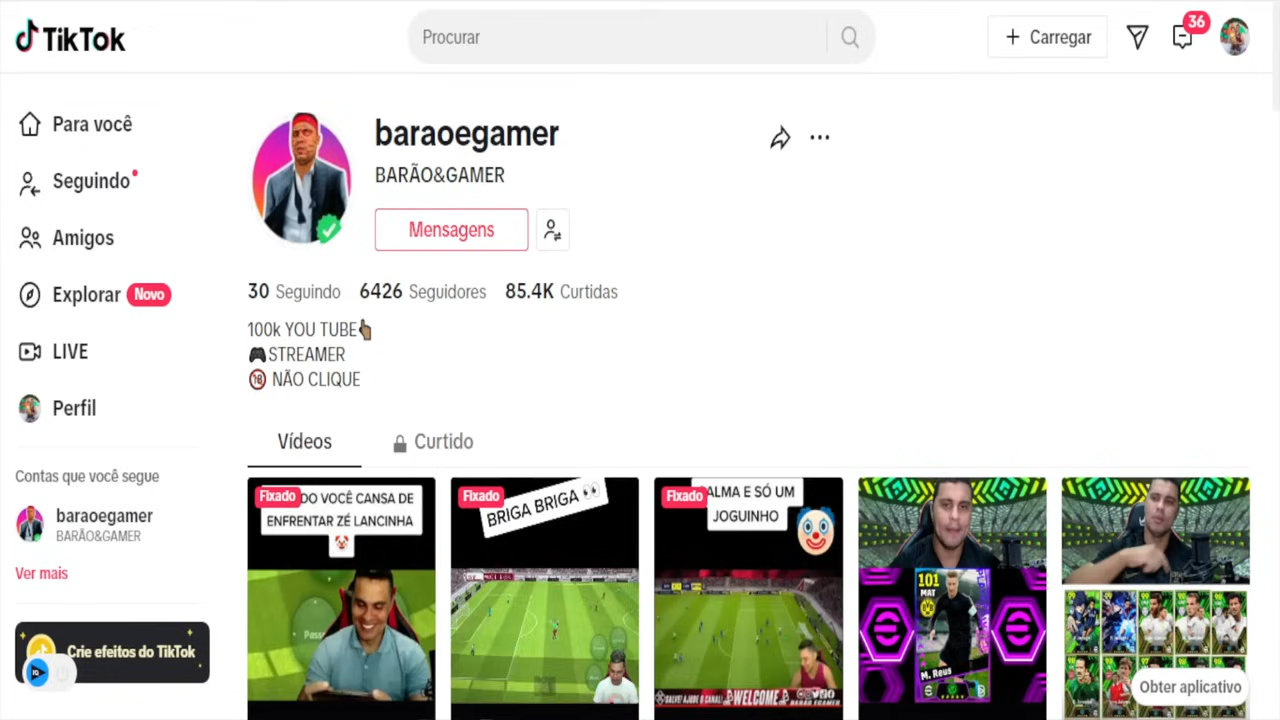 TikTok
Procurar
+ Carregar
36
Para você
Seguindo
Amigos
Explorar Novo
LIVE
Perfil
Contas que você segue
baraoegamer
BARÃO&GAMER
Ver mais
Crie efeitos do TikTok
baraoegamer
BARÃO&GAMER
Mensagens
30 Seguindo 6426 Seguidores 85.4K Curtidas
100k YOU TUBE
STREAMER
🔞 NÃO CLIQUE
Vídeos Curtido
Fixado DO VOCÊ CANSA DE
ENFRENTAR ZÉ LANCINHA
Fixado
BRIGA BRIGA
Fixado ALMA E SÓ UM
JOGUINHO
SALVE! AJUDE O CANAL! WELCOME
101
MAT
M. Reus
Obter aplicativo